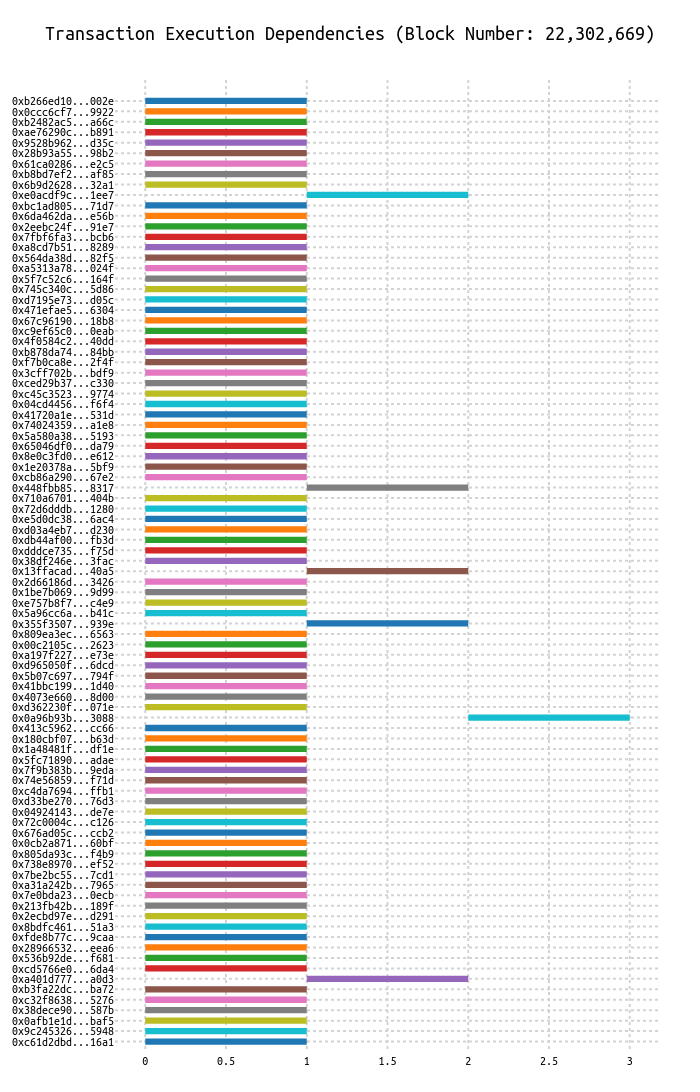 Transaction Execution Dependencies (Block Number: 22,302,669)
0xb266ed10...002e
0x0ccc6cf7...9922
0xb2482ac5...a66c
0xae76290c...b891
0x9528b962...d35c
0x28b93a55...98b2
0x61ca0286...e2c5
0xb8bd7ef2...af85
0x6b9d2628...32a1
0xe0acdf9c...1ee7
0xbc1ad805...71d7
0x6da462da...e56b
0x2eebc24f...91e7
0x7fbf6fa3...bcb6
0xa8cd7b51...8289
0x564da38d...82f5
0xa5313a78...024f
0x5f7c52c6...164f
0x745c340c...5d86
0xd7195e73...d05c
0x471efae5...6304
0x67c96190...18b8
0xc9ef65c0...0eab
0x4f0584c2...40dd
0xb878da74...84bb
0xf7b0ca8e...2f4f
0x3cff702b...bdf9
0xced29b37...c330
0xc45c3523...9774
0x04cd4456...f6f4
0x41720a1e...531d
0x74024359...a1e8
0x5a580a38...5193
0x65046df0...da79
0x8e0c3fd0...e612
0x1e20378a...5bf9
0xcb86a290...67e2
0x448fbb85...8317
0x710a6701...404b
0x72d6dddb...1280
0xe5d0dc38...6ac4
0xd03a4eb7...d230
0xdb44af00...fb3d
0xdddce735...f75d
0x38df246e...3fac
0x13ffacad...40a5
0x2d66186d...3426
0x1be7b069...9d99
0xe757b8f7...c4e9
0x5a96cc6a...b41c
0x355f3507...939e
0x809ea3ec...6563
0x00c2105c...2623
0xa197f227...e73e
0xd965050f...6dcd
0x5b07c697...794f
0x41bbc199...1d40
0x4073e660...8d00
0xd362230f...071e
0x0a96b93b...3088
0x413c5962...cc66
0x180cbf07...b63d
0x1a48481f...df1e
0x5fc71890...adae
0x7f9b383b...9eda
0x74e56859...f71d
0xc4da7694...ffb1
0xd33be270...76d3
0x04924143...de7e
0x72c0004c...c126
0x676ad05c...ccb2
0x0cb2a871...60bf
0x805da93c...f4b9
0x738e8970...ef52
0x7be2bc55...7cd1
0xa31a242b...7965
0x7e0bda23...0ecb
0x213fb42b...189f
0x2ecbd97e...d291
0x8bdfc461...51a3
0xfde8b77c...9caa
0x28966532...eea6
0x536b92de...f681
0xcd5766e0...6da4
0xa401d777...a0d3
0xb3fa22dc...ba72
0xc32f8638...5276
0x38dece90...587b
0x0afb1e1d...baf5
0x9c245326...5948
0xc61d2dbd...16a1
0 0.5 1 1.5 2 2.5 3